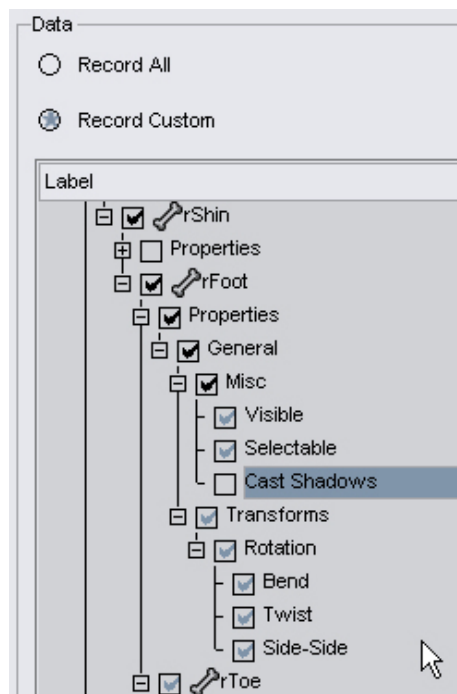 Data
Record All
Record Custom
Label
rShin
Properties
rFoot
Properties
General
Misc
Visible
Selectable
Cast Shadows
Transforms
Rotation
Bend
Twist
Side-Side
rToe